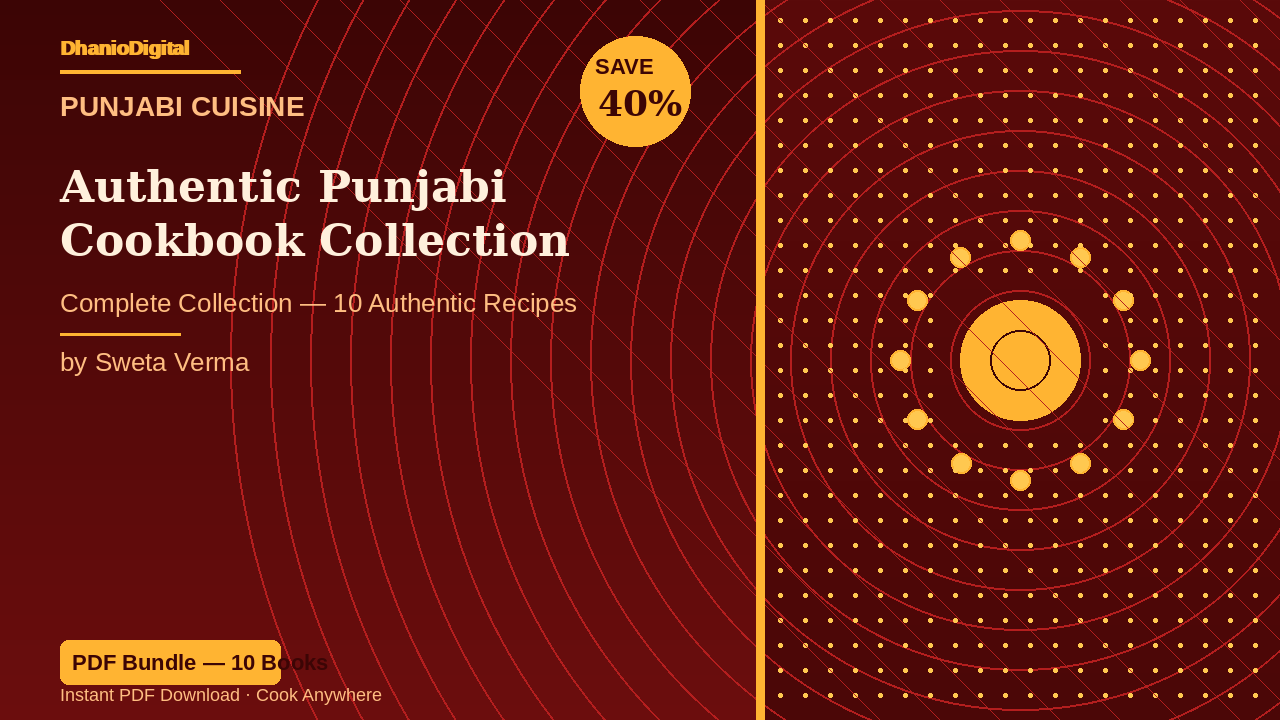 DhanioDigital
SAVE
40%
PUNJABI CUISINE
Authentic Punjabi
Cookbook Collection
Complete Collection — 10 Authentic Recipes
by Sweta Verma
PDF Bundle — 10 Books
Instant PDF Download · Cook Anywhere